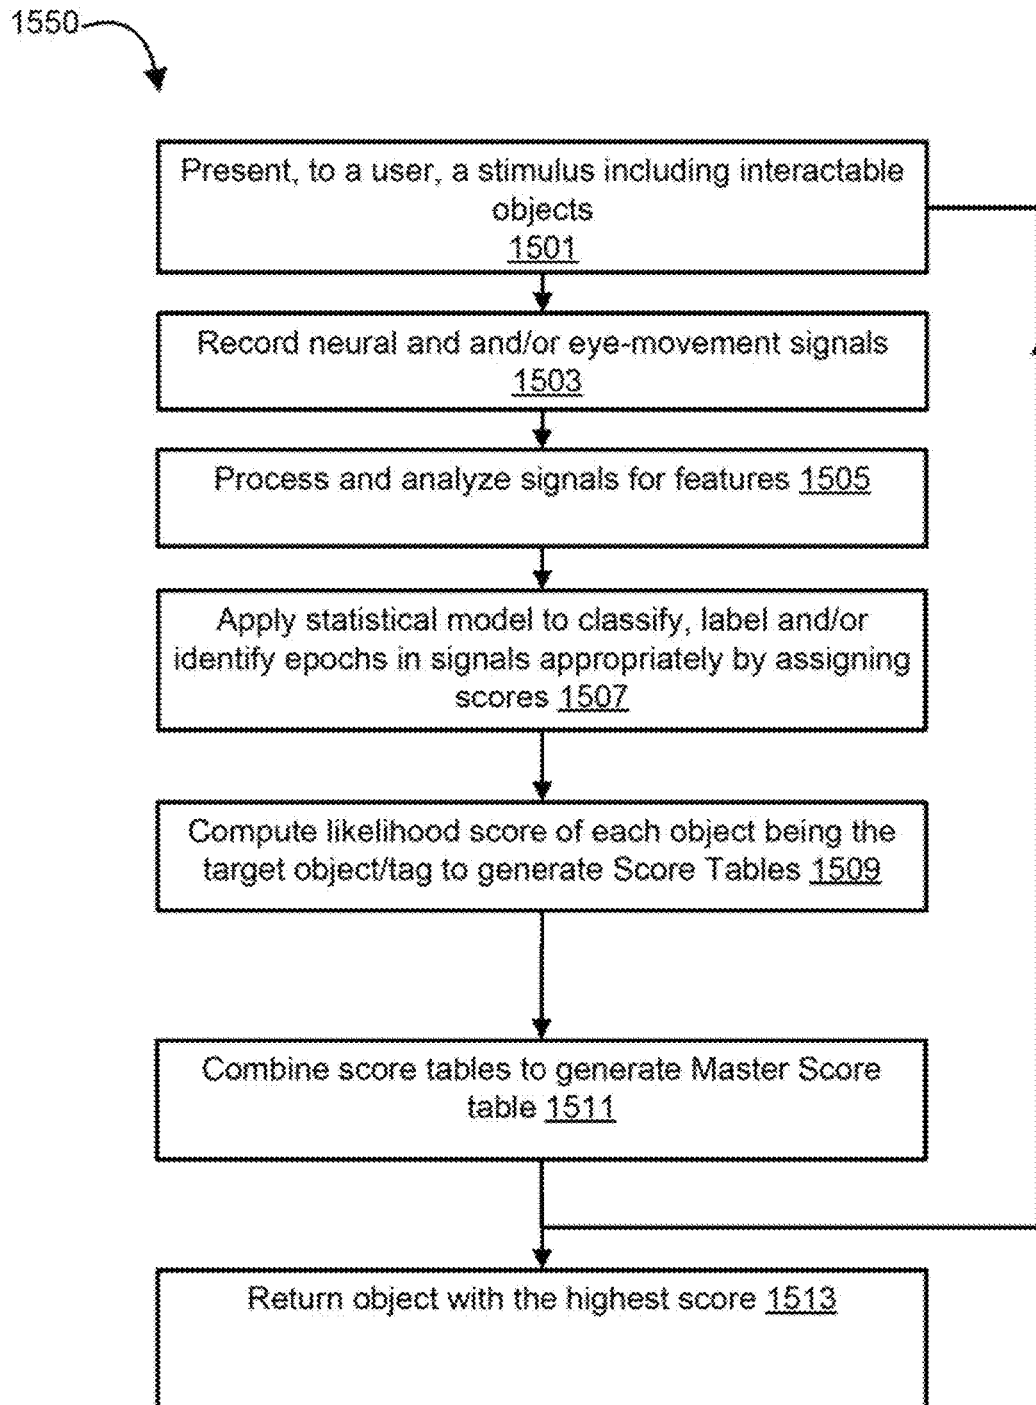 1550
Present, to a user, a stimulus including interactable
objects
1501
Record neural and and/or eye-movement signals
1503
Process and analyze signals for features 1505
Apply statistical model to classify, label and/or
identify epochs in signals appropriately by assigning
scores 1507
Compute likelihood score of each object being the
target object/tag to generate Score Tables 1509
Combine score tables to generate Master Score
table 1511
Return object with the highest score 1513